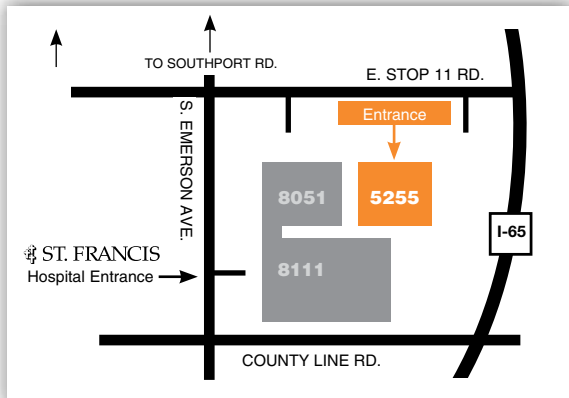 TO SOUTHPORT RD.
E. STOP 11 RD.
S. EMERSON AVE.
Entrance
8051
5255
I-65
ST. FRANCIS
Hospital Entrance
8111
COUNTY LINE RD.